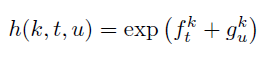 h(k, t, u) = exp (f_t^k + g_u^k)